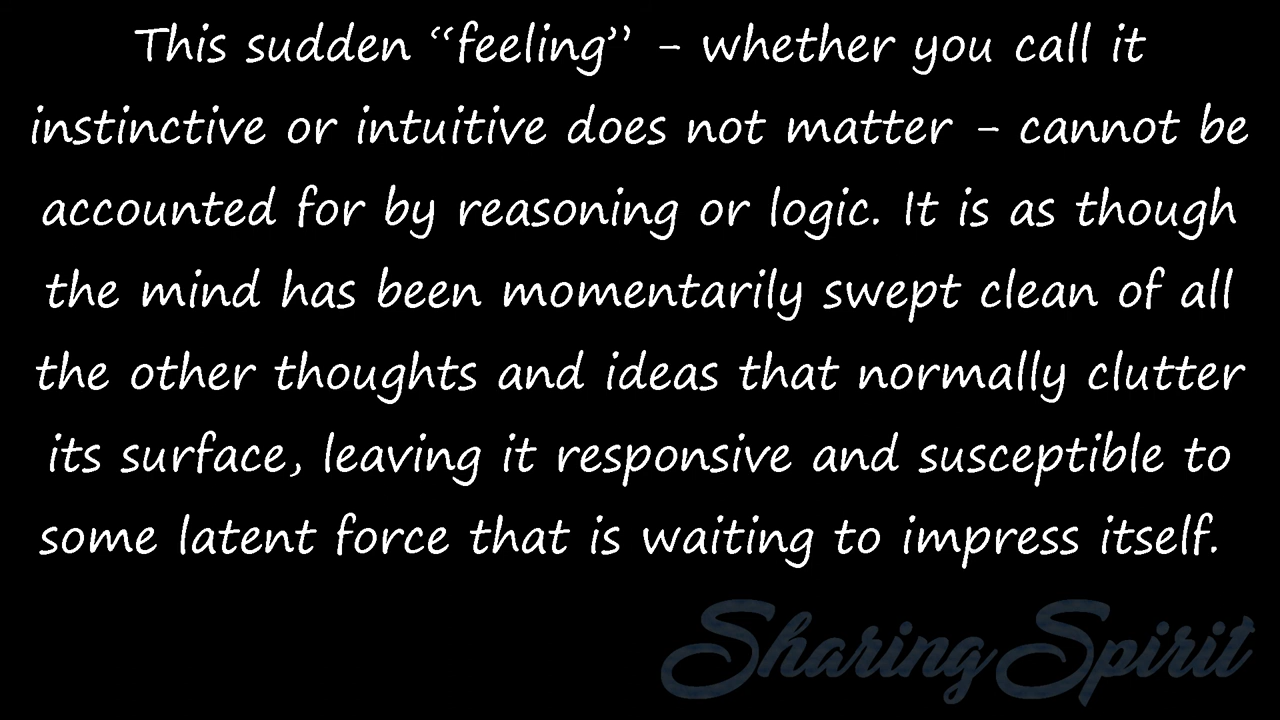 This sudden “feeling” - whether you call it
instinctive or intuitive does not matter - cannot be
accounted for by reasoning or logic. It is as though
the mind has been momentarily swept clean of all
the other thoughts and ideas that normally clutter
its surface, leaving it responsive and susceptible to
some latent force that is waiting to impress itself.
Sharing Spirit